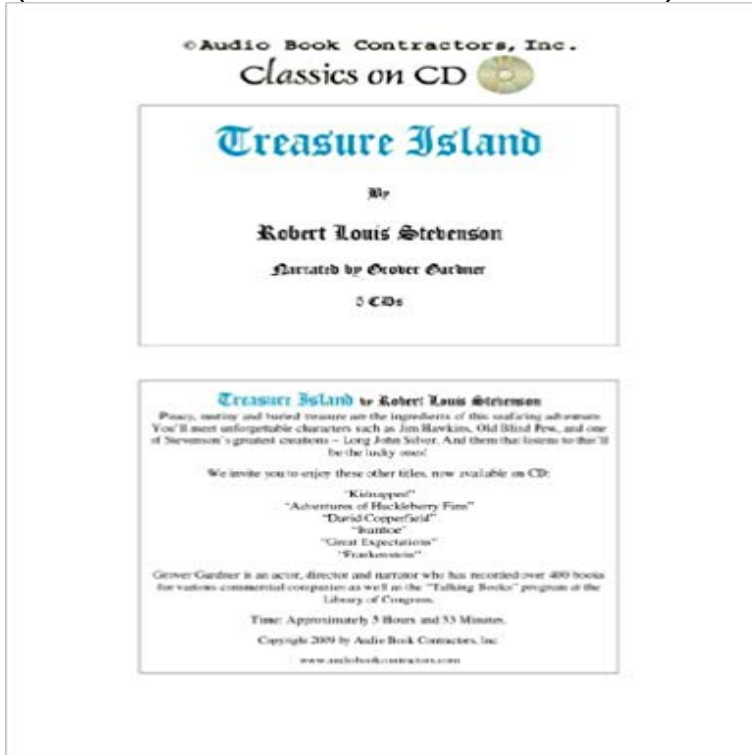 ©Audio Book Contractors, Inc.
Classics on CD
Treasure Island
By
Robert Louis Stevenson
Narrated by Grover Gardner
5 CDs
Treasure Island by Robert Louis Stevenson
Piracy, mutiny and buried treasure are the ingredients of this seafaring adventure.
You'll meet unforgettable characters such as Jim Hawkins, Old Blind Pew, and one
of Stevenson's greatest creations – Long John Silver. And them that listens to this'll
be the lucky ones!
We invite you to enjoy these other titles, now available on CD:
"Kidnapped"
"Adventures of Huckleberry Finn"
"David Copperfield"
"Ivanhoe"
"Great Expectations"
"Frankenstein"
Grover Gardner is an actor, director and narrator who has recorded over 400 books
for various commercial companies as well as the "Talking Books" program at the
Library of Congress.
Time: Approximately 5 Hours and 53 Minutes.
Copyright 2009 by Audio Book Contractors, Inc.
www.audiobookcontractors.com